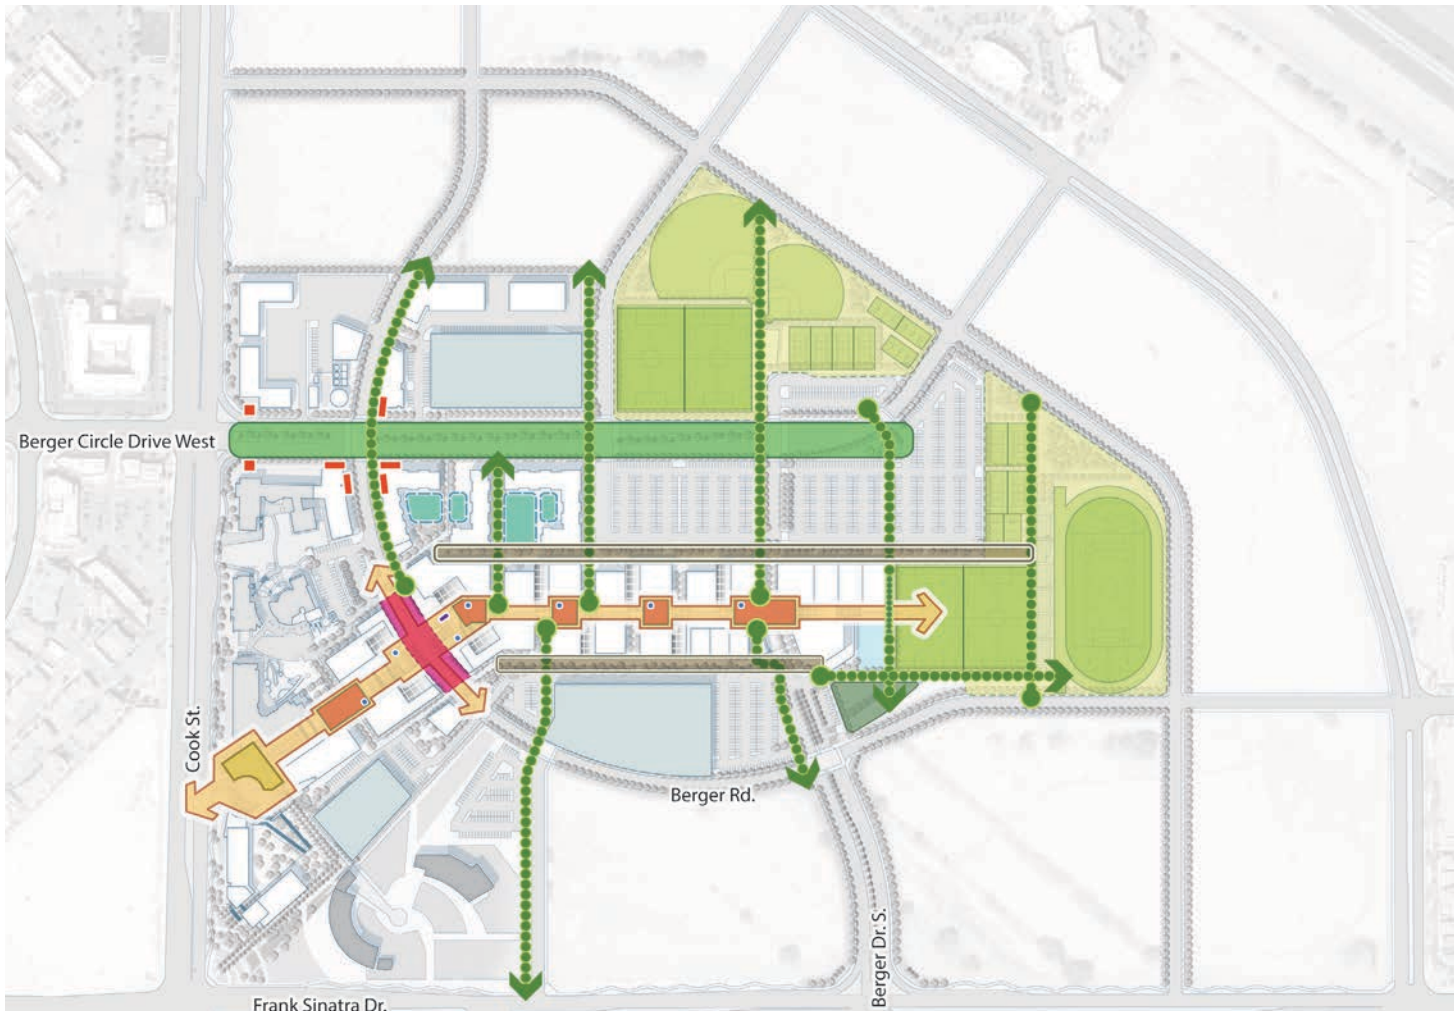 Berger Circle Drive West
Cook St.
Berger Rd.
Berger Dr. S.
Frank Sinatra Dr.